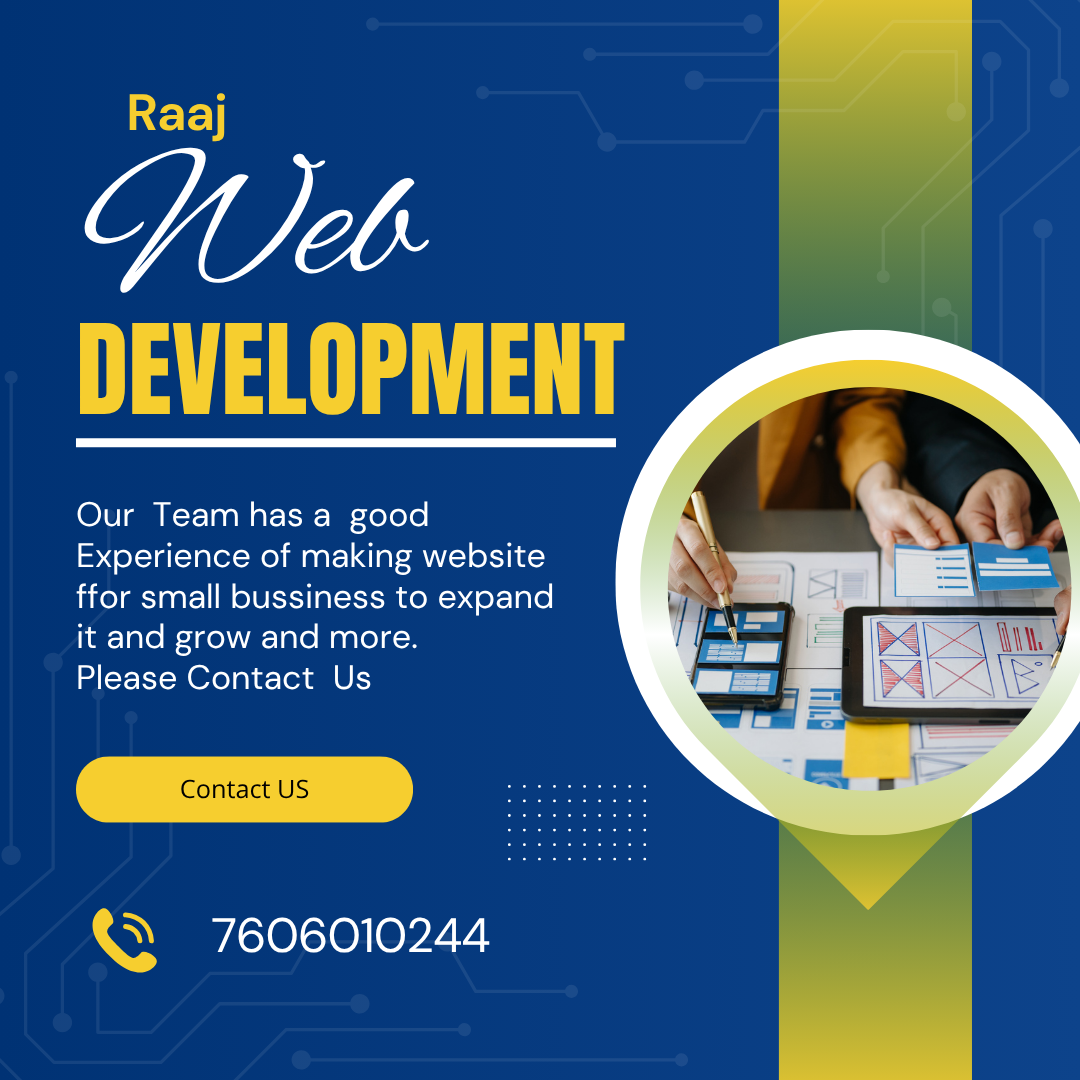 Raaj
Web
DEVELOPMENT
Our Team has a good
Experience of making website
ffor small bussiness to expand
it and grow and more.
Please Contact Us
Contact US
7606010244